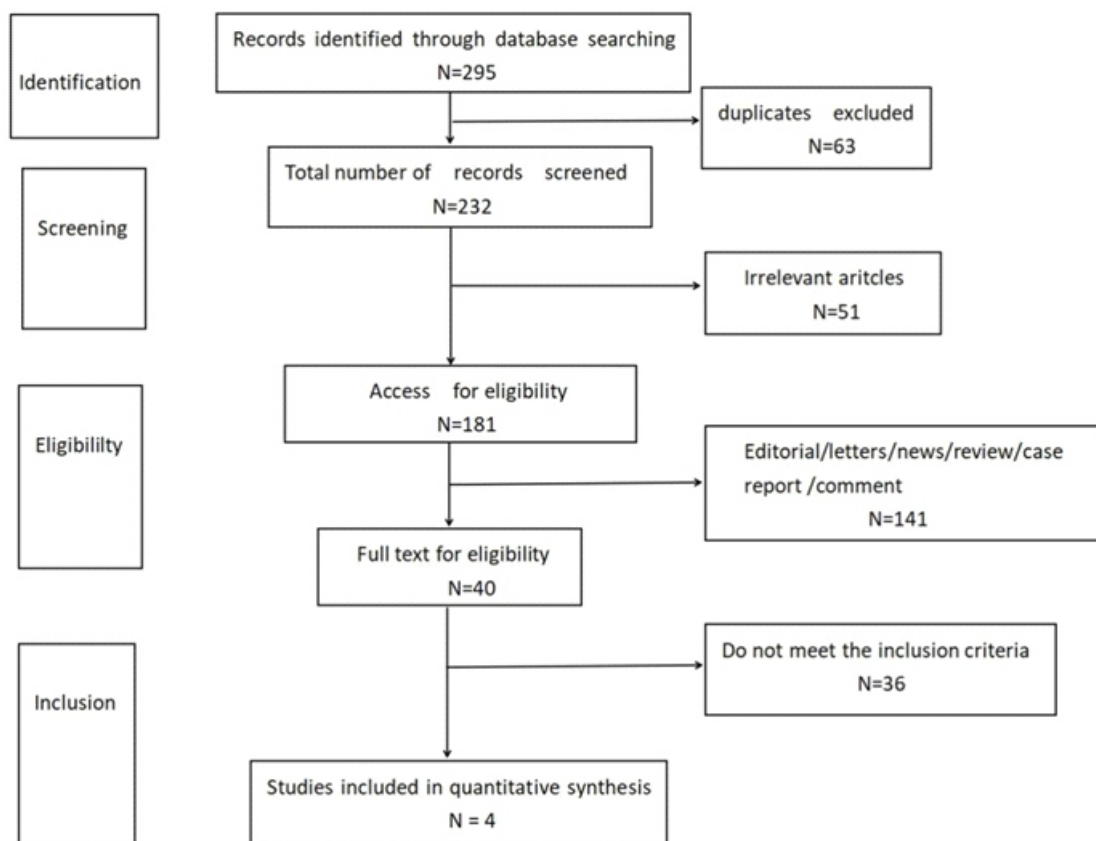 Identification
Records identified through database searching
N=295
duplicates excluded
N=63
Screening
Total number of records screened
N=232
Irrelevant aritcles
N=51
Eligibililty
Access for eligibility
N=181
Editorial/letters/news/review/case
report /comment
N=141
Full text for eligibility
N=40
Inclusion
Do not meet the inclusion criteria
N=36
Studies included in quantitative synthesis
N = 4